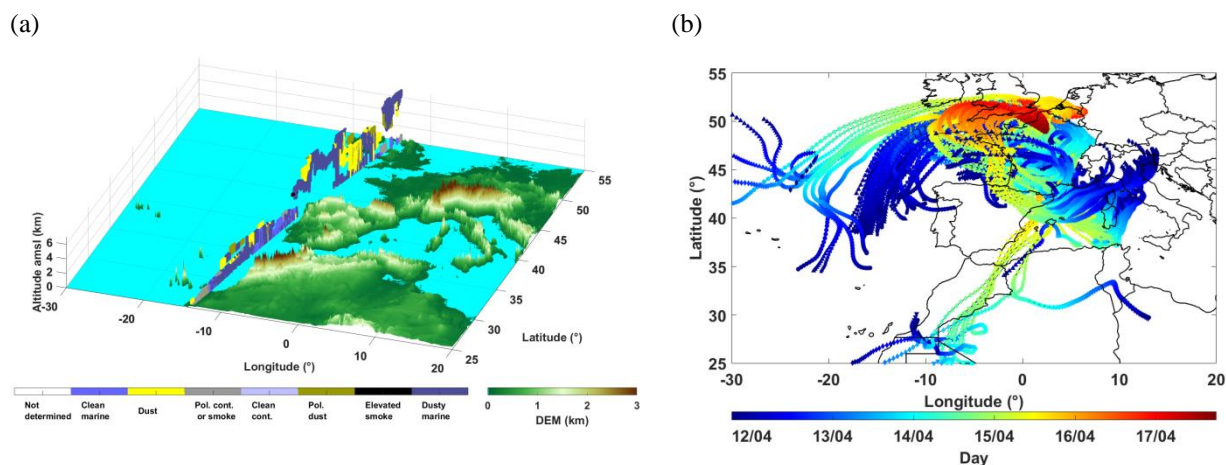 (a)
(b)
Altitude amsl (km)
6
4
2
0
-30
-20
-10
0
10
20
Longitude (°)
25
30
35
40
45
50
55
Latitude (°)
Not determined
Clean marine
Dust
Pol. cont. or smoke
Clean cont.
Pol. dust
Elevated smoke
Dusty marine
0 1 2 3
DEM (km)
Latitude (°)
55
50
45
40
35
30
25
-30 -20 -10 0 10 20
Longitude (°)
12/04 13/04 14/04 15/04 16/04 17/04
Day